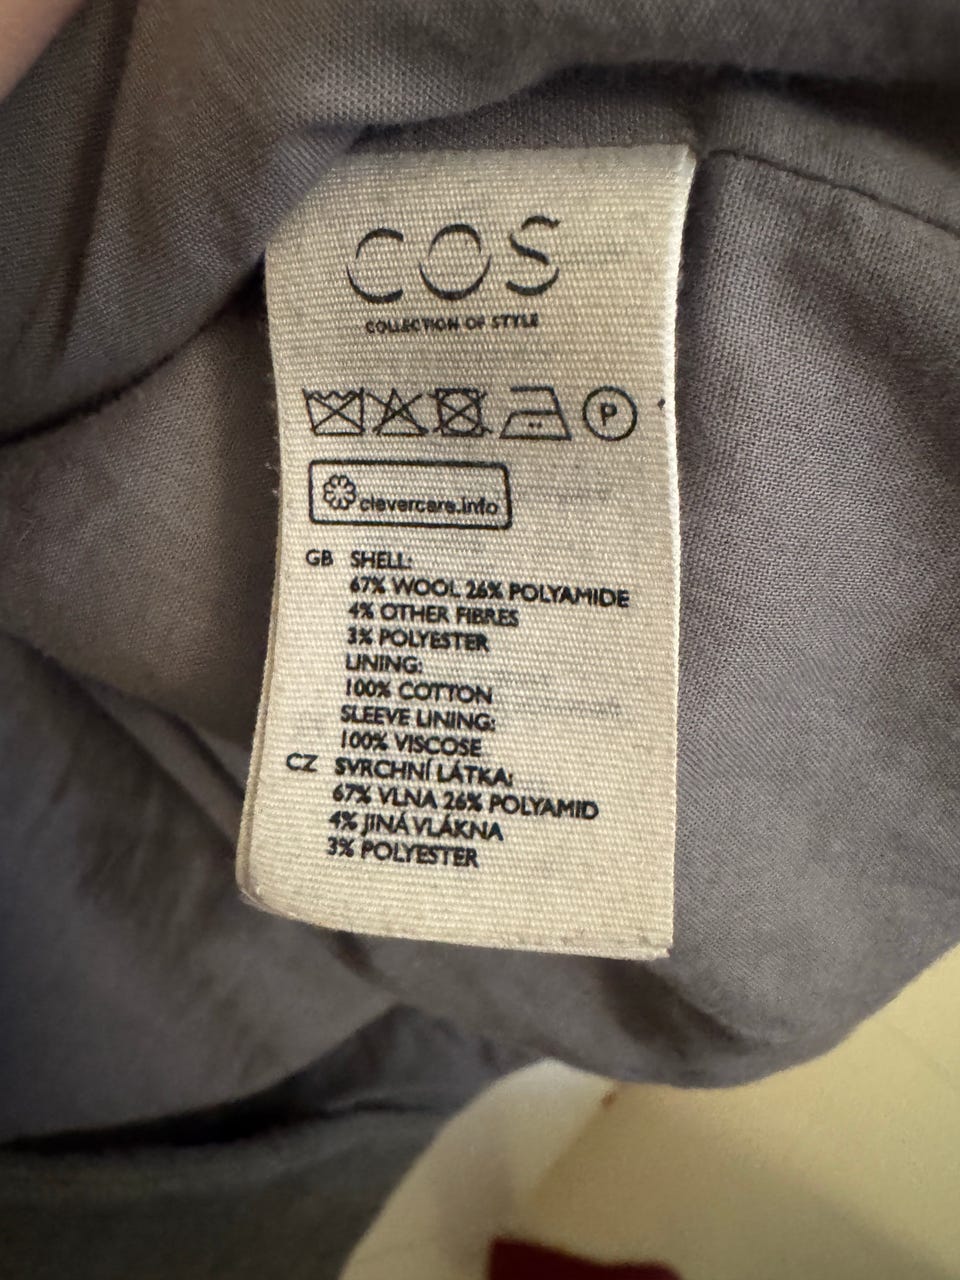 COS
COLLECTION OF STYLE
P
clevercare.info
GB SHELL:
67% WOOL 26% POLYAMIDE
4% OTHER FIBRES
3% POLYESTER
LINING:
100% COTTON
SLEEVE LINING:
100% VISCOSE
CZ SVRCHNÍ LÁTKA:
67% VLNA 26% POLYAMID
4% JINÁ VLÁKNA
3% POLYESTER